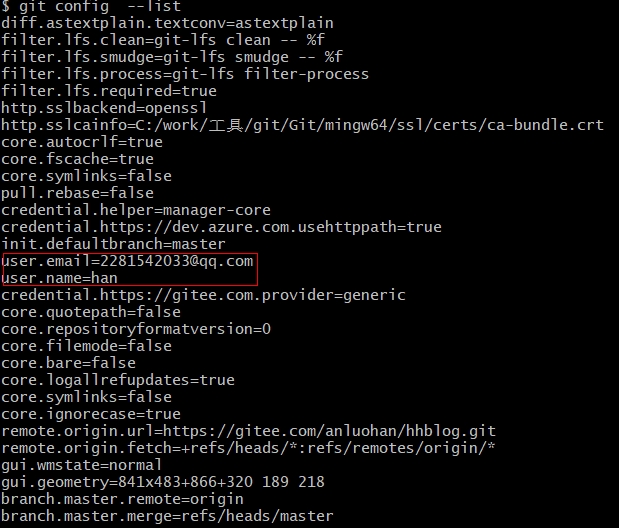 $ git config  --list
diff.astextplain.textconv=astextplain
filter.lfs.clean=git-lfs clean -- %f
filter.lfs.smudge=git-lfs smudge -- %f
filter.lfs.process=git-lfs filter-process
filter.lfs.required=true
http.sslbackend=openssl
http.sslcainfo=C:/work/工具/git/Git/mingw64/ssl/certs/ca-bundle.crt
core.autocrlf=true
core.fscache=true
core.symlinks=false
pull.rebase=false
credential.helper=manager-core
credential.https://dev.azure.com.usehttppath=true
init.defaultbranch=master
user.email=2281542033@qq.com
user.name=han
credential.https://gitee.com.provider=generic
core.quotepath=false
core.repositoryformatversion=0
core.filemode=false
core.bare=false
core.logallrefupdates=true
core.symlinks=false
core.ignorecase=true
remote.origin.url=https://gitee.com/anluohan/hhblog.git
remote.origin.fetch=+refs/heads/*:refs/remotes/origin/*
gui.wmstate=normal
gui.geometry=841x483+866+320 189 218
branch.master.remote=origin
branch.master.merge=refs/heads/master